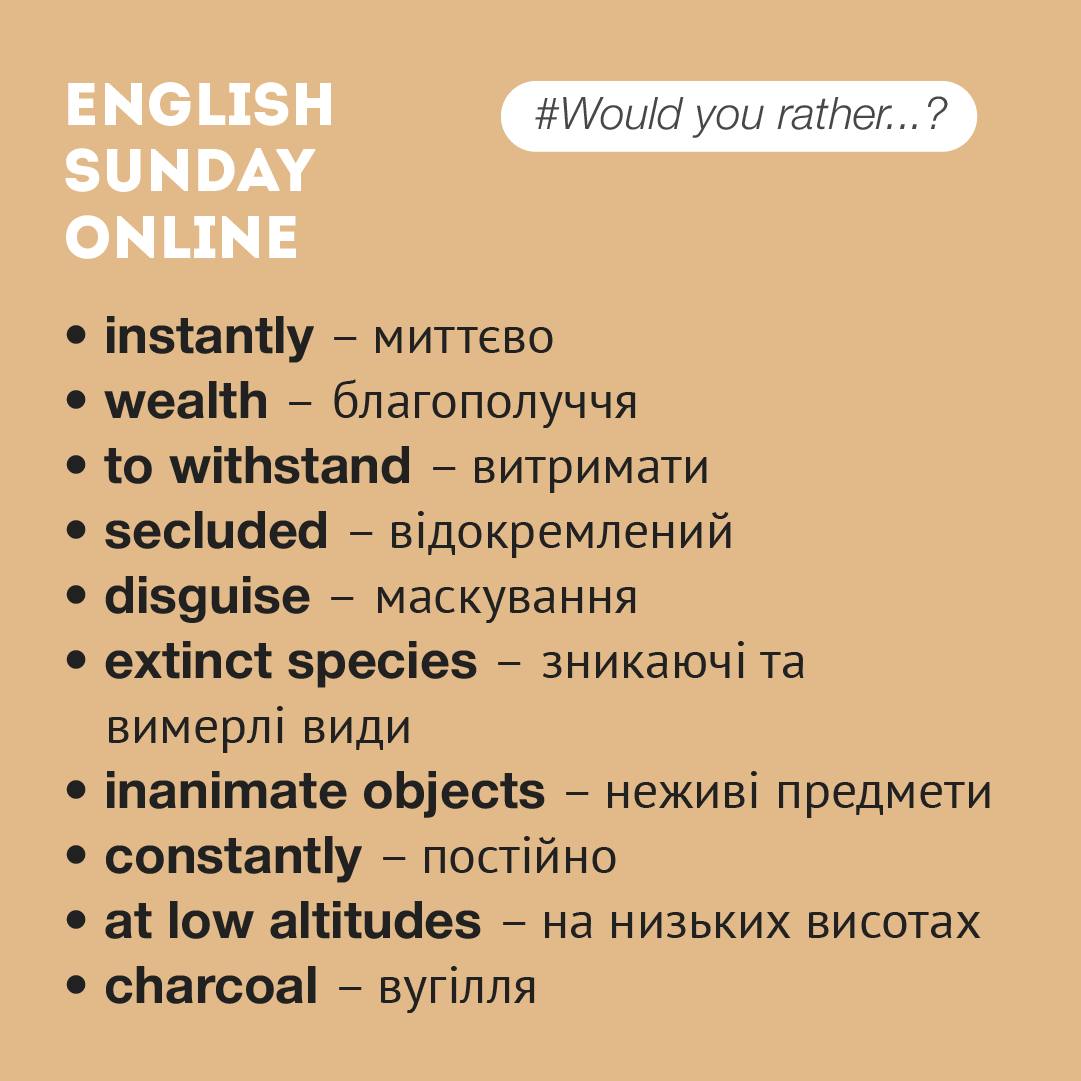 ENGLISH
SUNDAY
ONLINE
#Would you rather...?
• instantly – миттєво
• wealth – благополуччя
• to withstand – витримати
• secluded – відокремлений
• disguise – маскування
• extinct species – зникаючі та
вимерлі види
• inanimate objects – неживі предмети
• constantly – постійно
• at low altitudes – на низьких висотах
• charcoal – вугілля